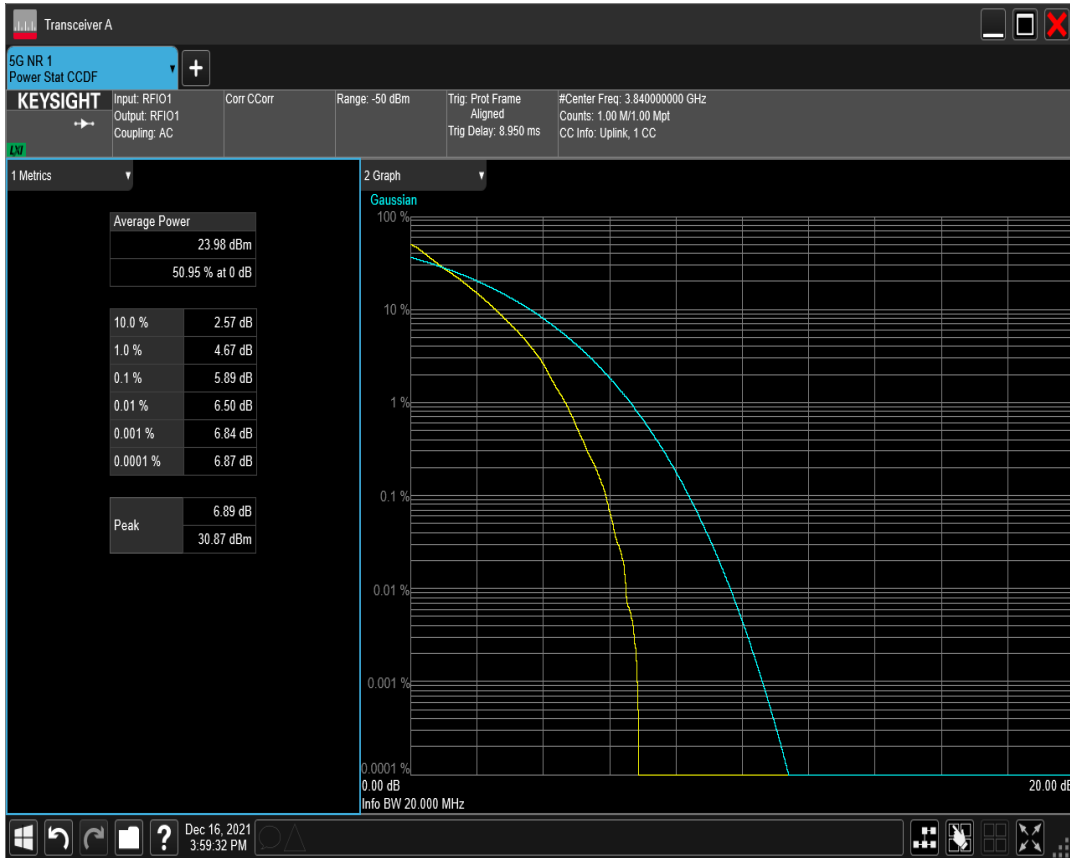 Transceiver A
5G NR 1
Power Stat CCDF
+
KEYSIGHT
LXI
Input: RFIO1
Output: RFIO1
Coupling: AC
Corr CCorr
Range: -50 dBm
Trig: Prot Frame
Aligned
Trig Delay: 8.950 ms
#Center Freq: 3.840000000 GHz
Counts: 1.00 M/1.00 Mpt
CC Info: Uplink, 1 CC
1 Metrics
Average Power
23.98 dBm
50.95 % at 0 dB
10.0 % 2.57 dB
1.0 % 4.67 dB
0.1 % 5.89 dB
0.01 % 6.50 dB
0.001 % 6.84 dB
0.0001 % 6.87 dB
Peak 6.89 dB
30.87 dBm
2 Graph
Gaussian
100 %
10 %
1 %
0.1 %
0.01 %
0.001 %
0.0001 %
0.00 dB 20.00 dB
Info BW 20.000 MHz
?
Dec 16, 2021
3:59:32 PM